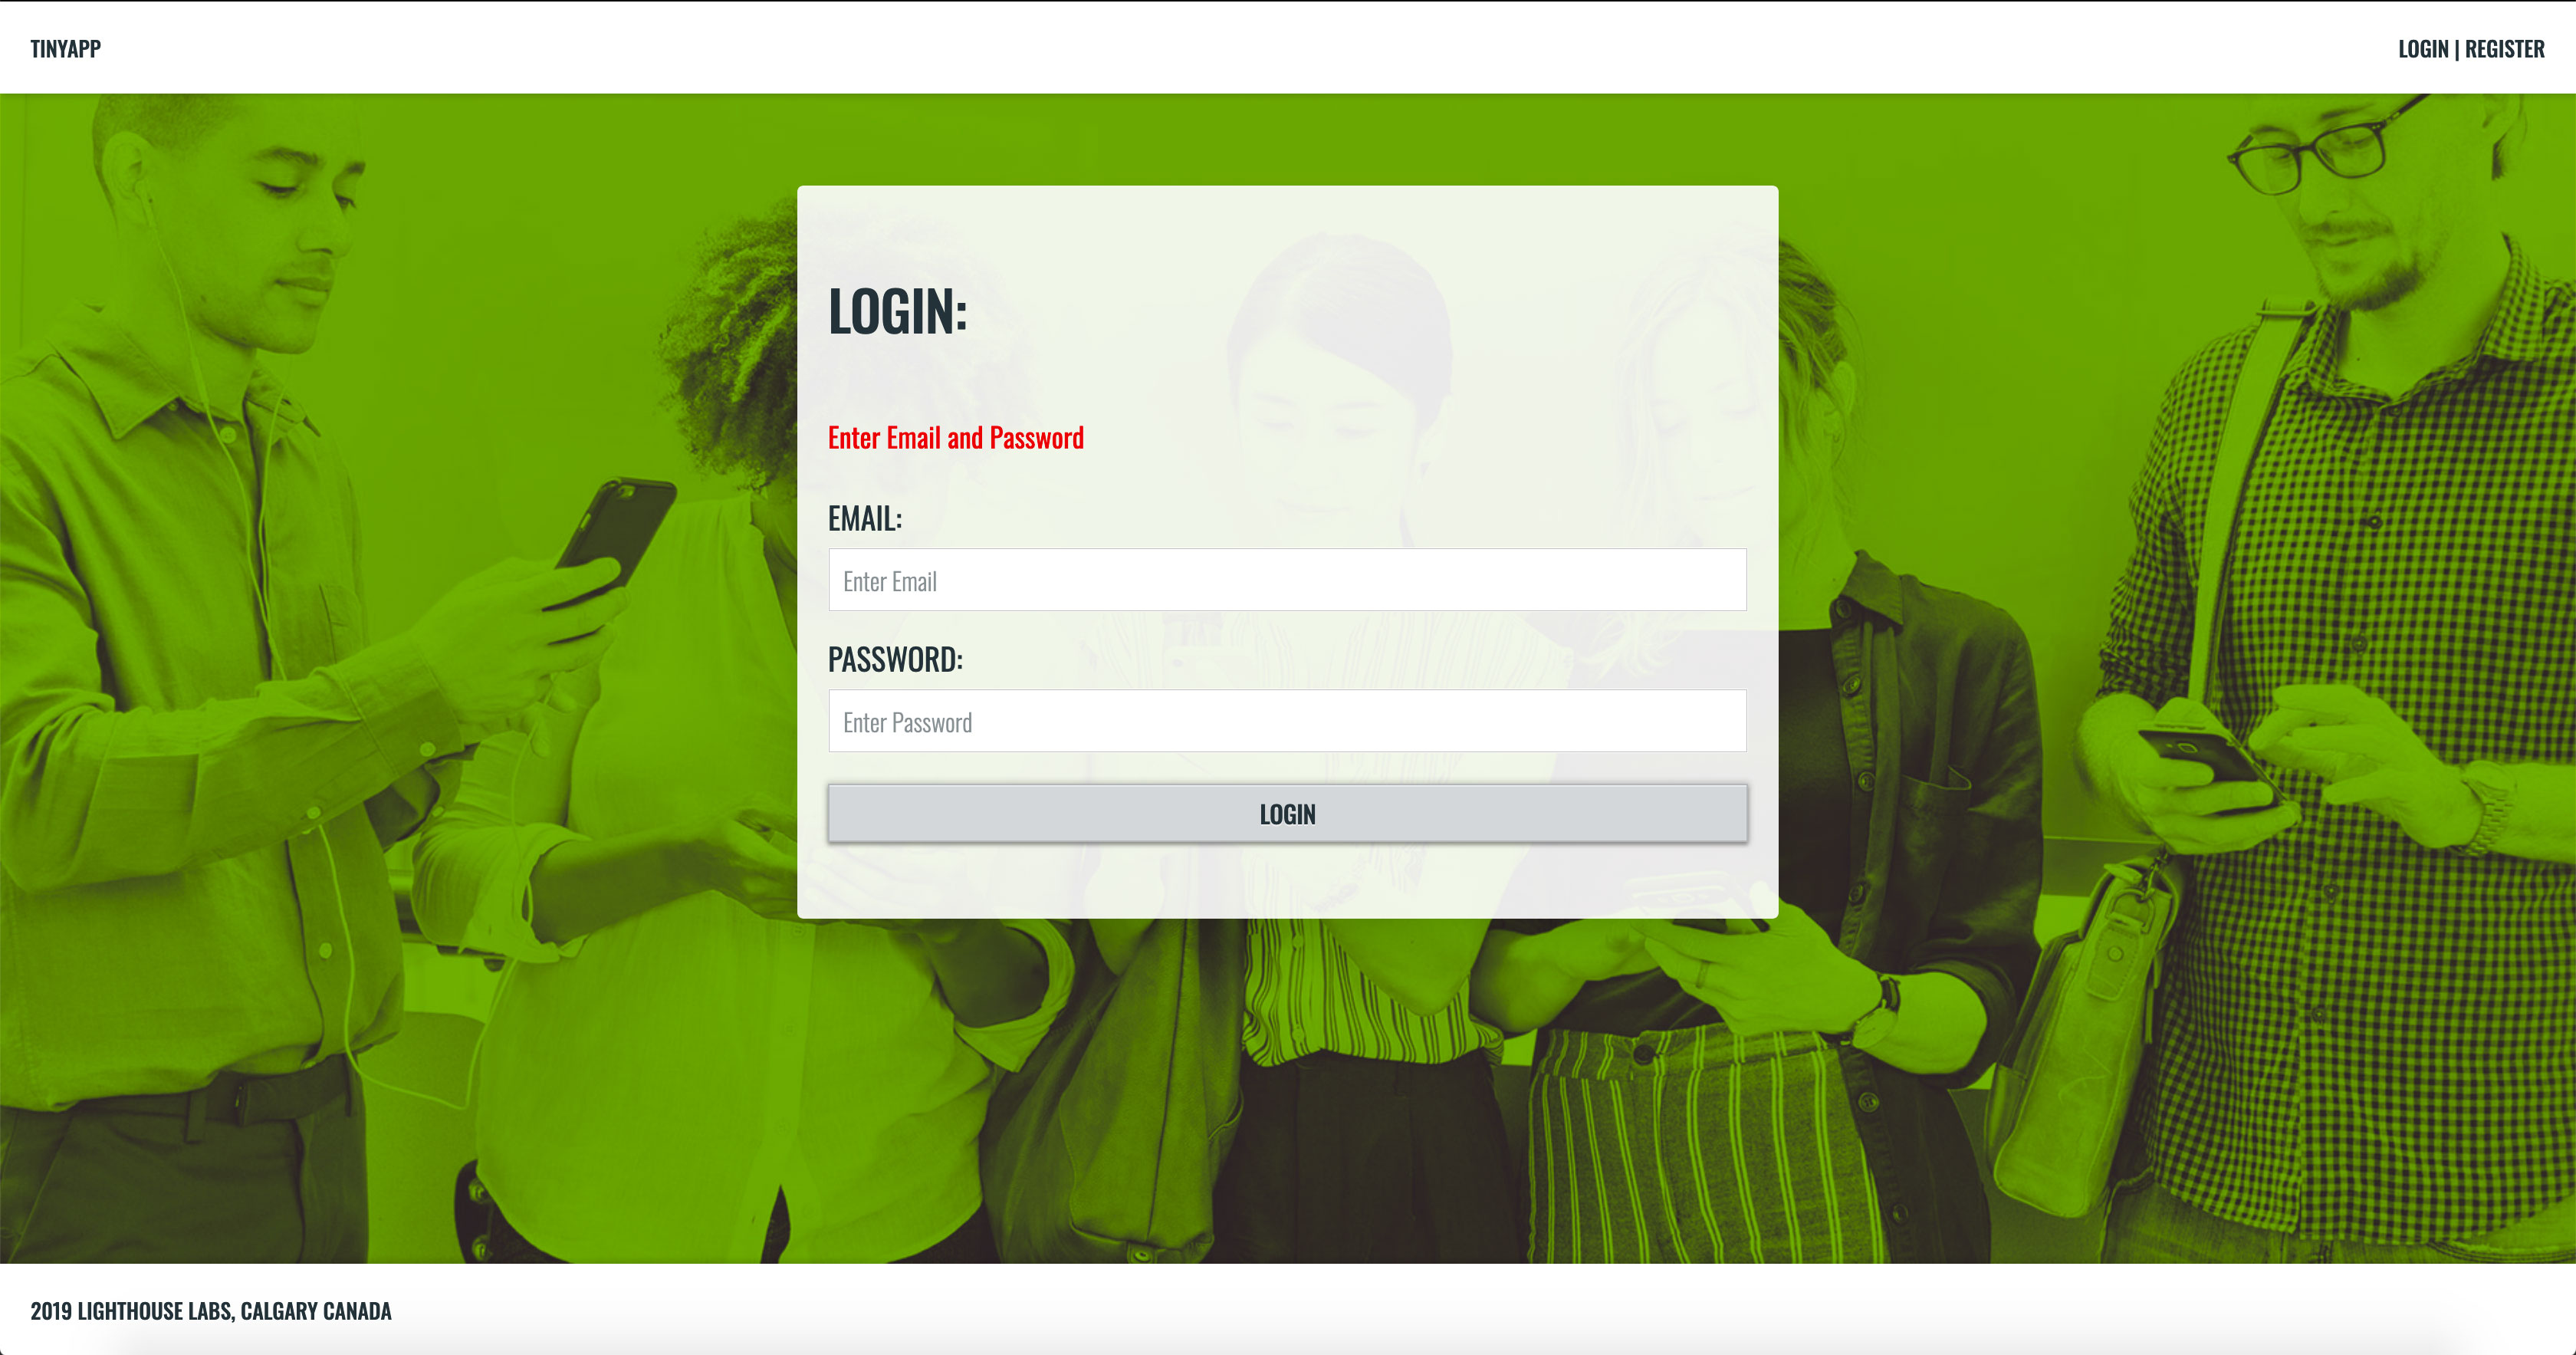 TINYAPP
LOGIN | REGISTER
LOGIN:
Enter Email and Password
EMAIL:
Enter Email
PASSWORD:
Enter Password
LOGIN
2019 LIGHTHOUSE LABS, CALGARY CANADA